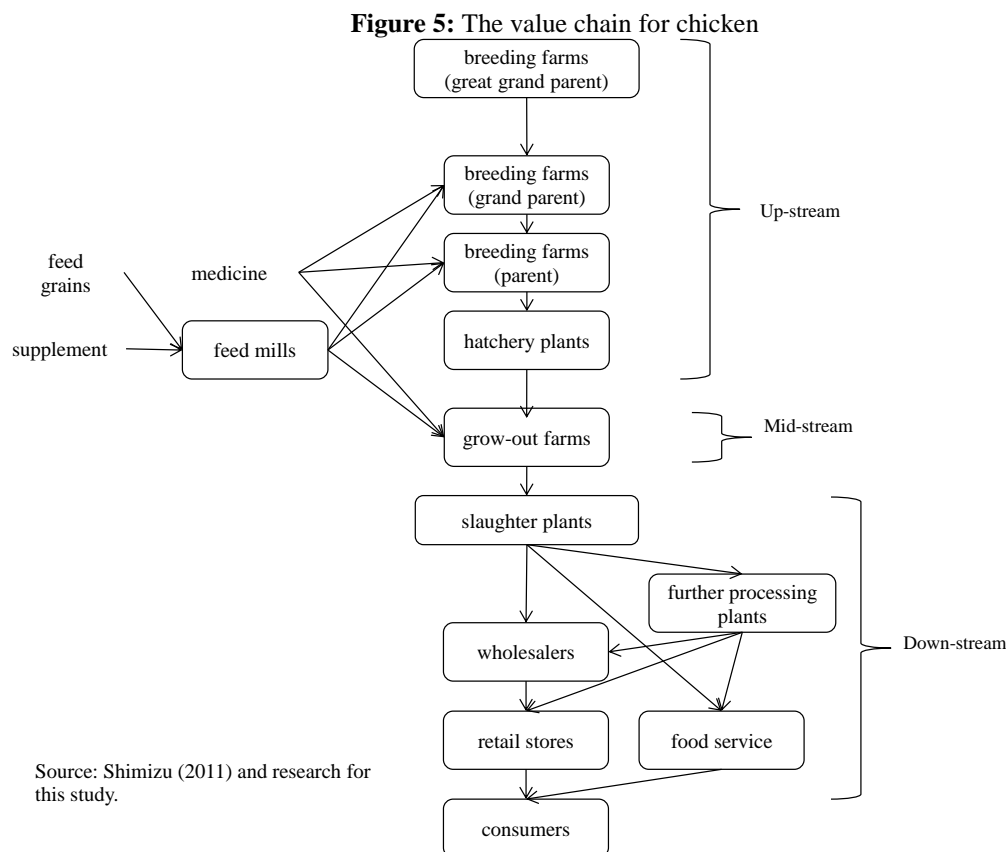 Figure 5: The value chain for chicken
breeding farms
(great grand parent)
breeding farms
(grand parent)
Up-stream
breeding farms
(parent)
feed
grains
medicine
hatchery plants
supplement
feed mills
Mid-stream
grow-out farms
slaughter plants
further processing
plants
Down-stream
wholesalers
retail stores
food service
Source: Shimizu (2011) and research for
this study.
consumers